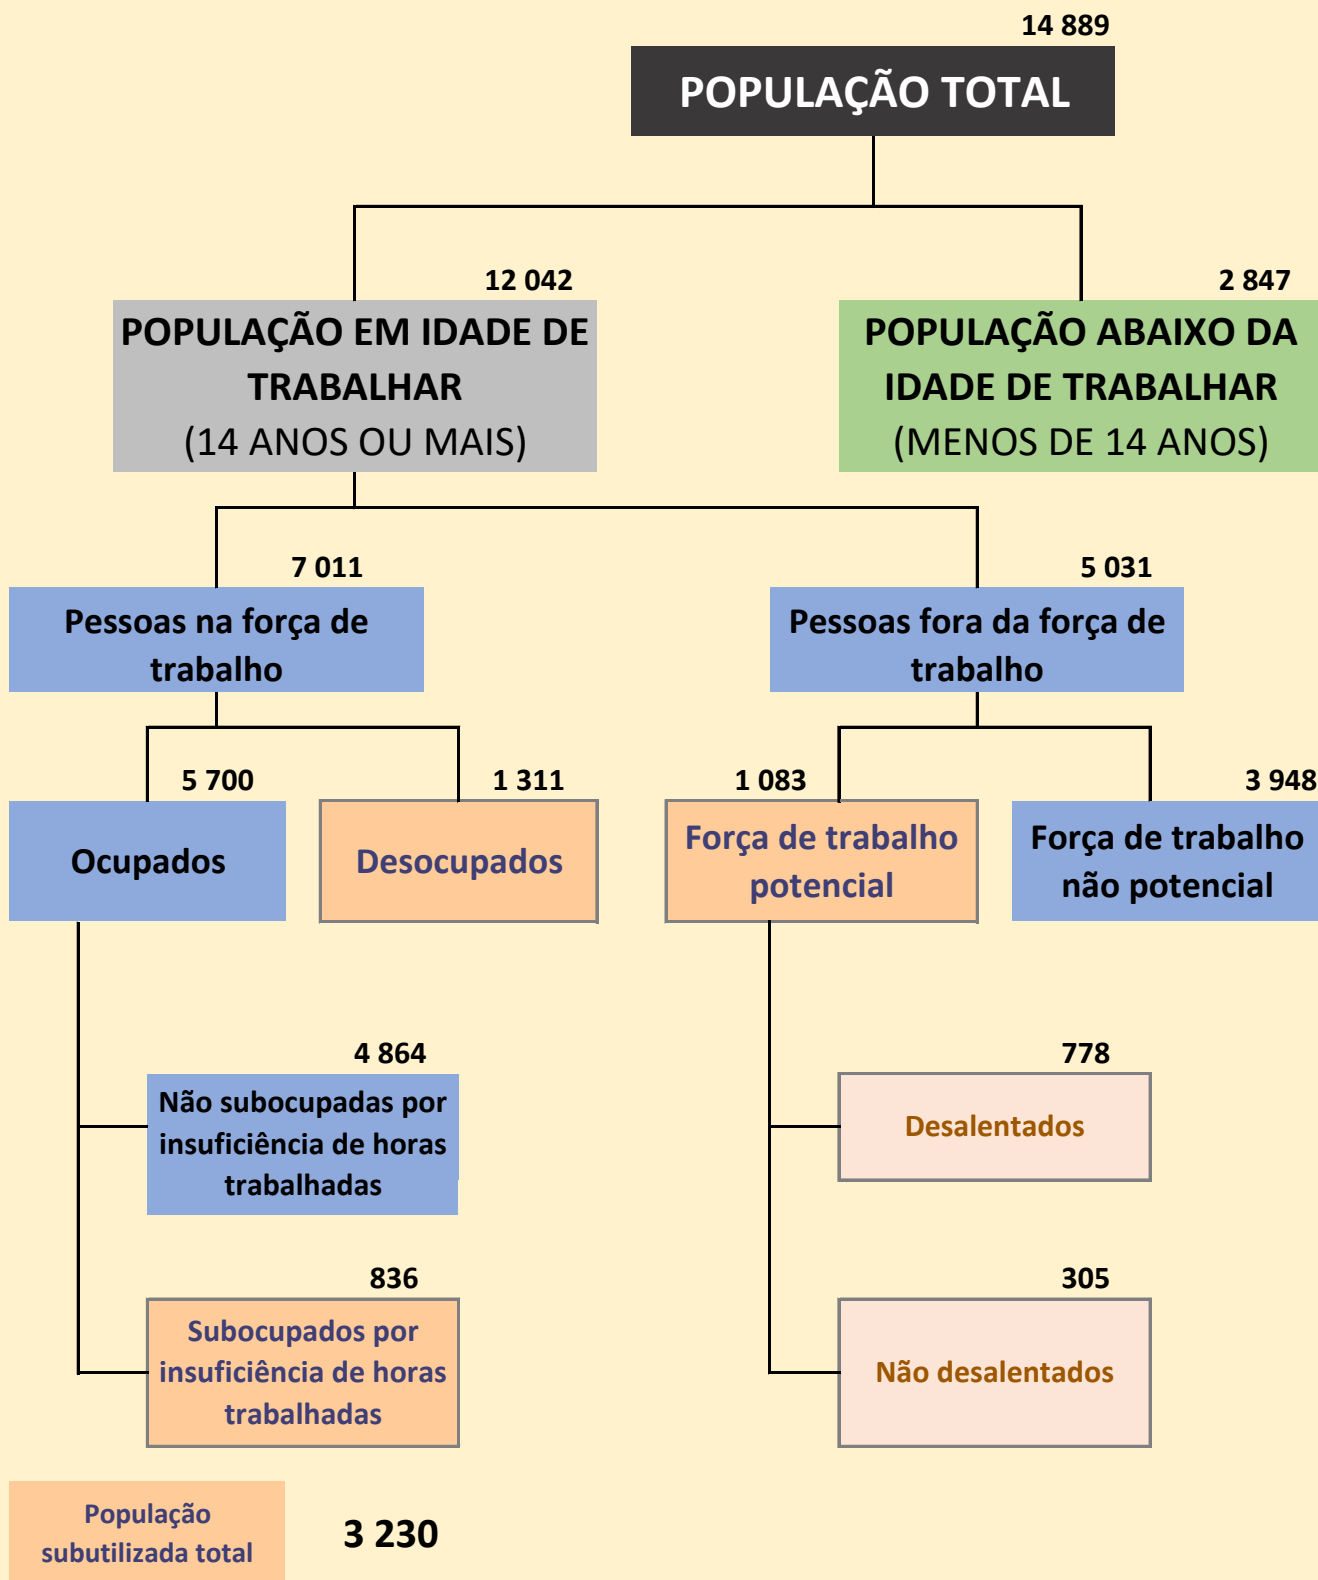 14 889
POPULAÇÃO TOTAL
12 042
POPULAÇÃO EM IDADE DE
TRABALHAR
(14 ANOS OU MAIS)
2 847
POPULAÇÃO ABAIXO DA
IDADE DE TRABALHAR
(MENOS DE 14 ANOS)
7 011
Pessoas na força de
trabalho
5 031
Pessoas fora da força de
trabalho
5 700
Ocupados
1 311
Desocupados
1 083
Força de trabalho
potencial
3 948
Força de trabalho
não potencial
4 864
Não subocupadas por
insuficiência de horas
trabalhadas
778
Desalentados
836
Subocupados por
insuficiência de horas
trabalhadas
305
Não desalentados
População
subutilizada total
3 230